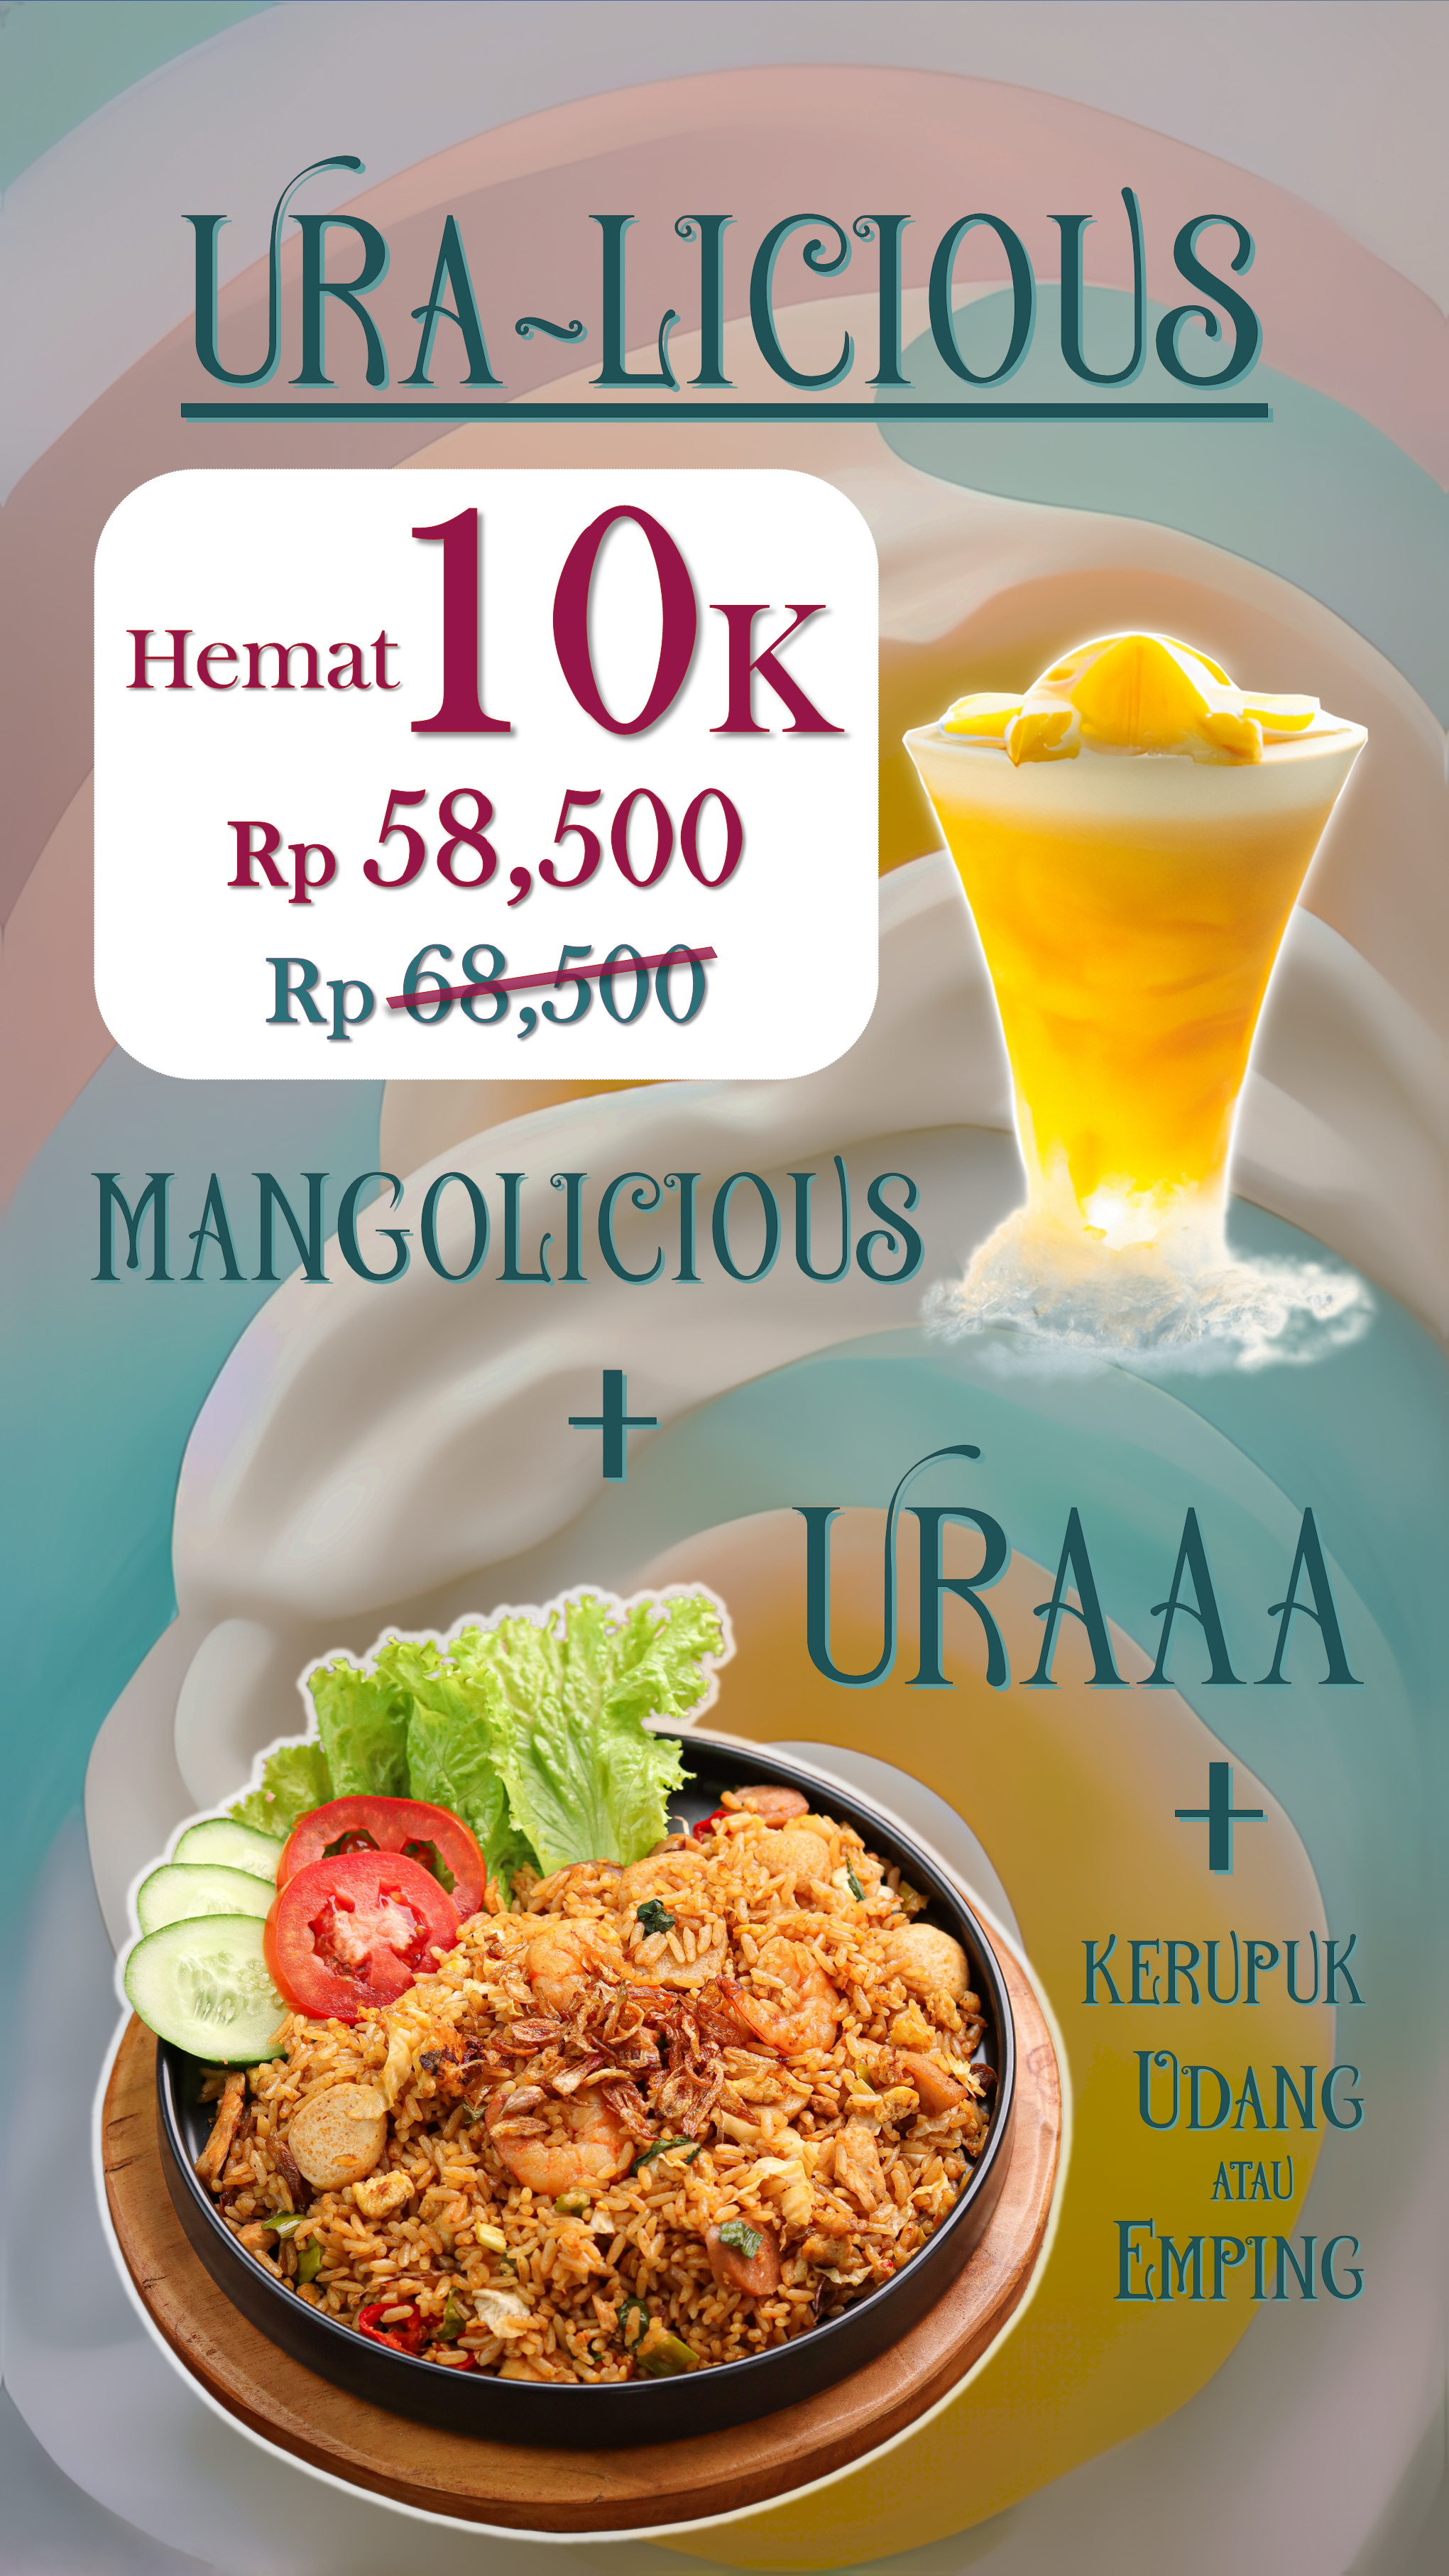 URA~LICIOUS
Hemat 10K
Rp 58,500
Rp 68,500
MANGOLICIOUS
+
URAAA
+
KERUPUK
UDANG
ATAU
EMPING